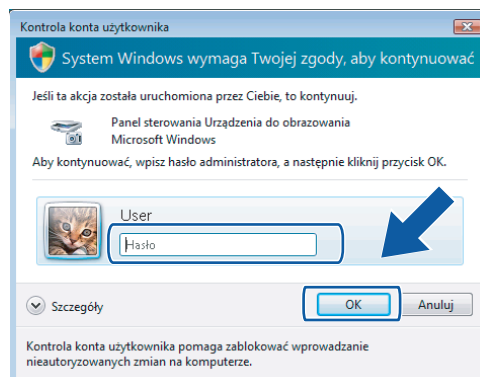 Kontrola konta użytkownika
System Windows wymaga Twojej zgody, aby kontynuować
Jeśli ta akcja została uruchomiona przez Ciebie, to kontynuuj.
Panel sterowania Urządzenia do obrazowania
Microsoft Windows
Aby kontynuować, wpisz hasło administratora, a następnie kliknij przycisk OK.
User
Hasło
Szczegóły
OK
Anuluj
Kontrola konta użytkownika pomaga zablokować wprowadzanie
nieautoryzowanych zmian na komputerze.